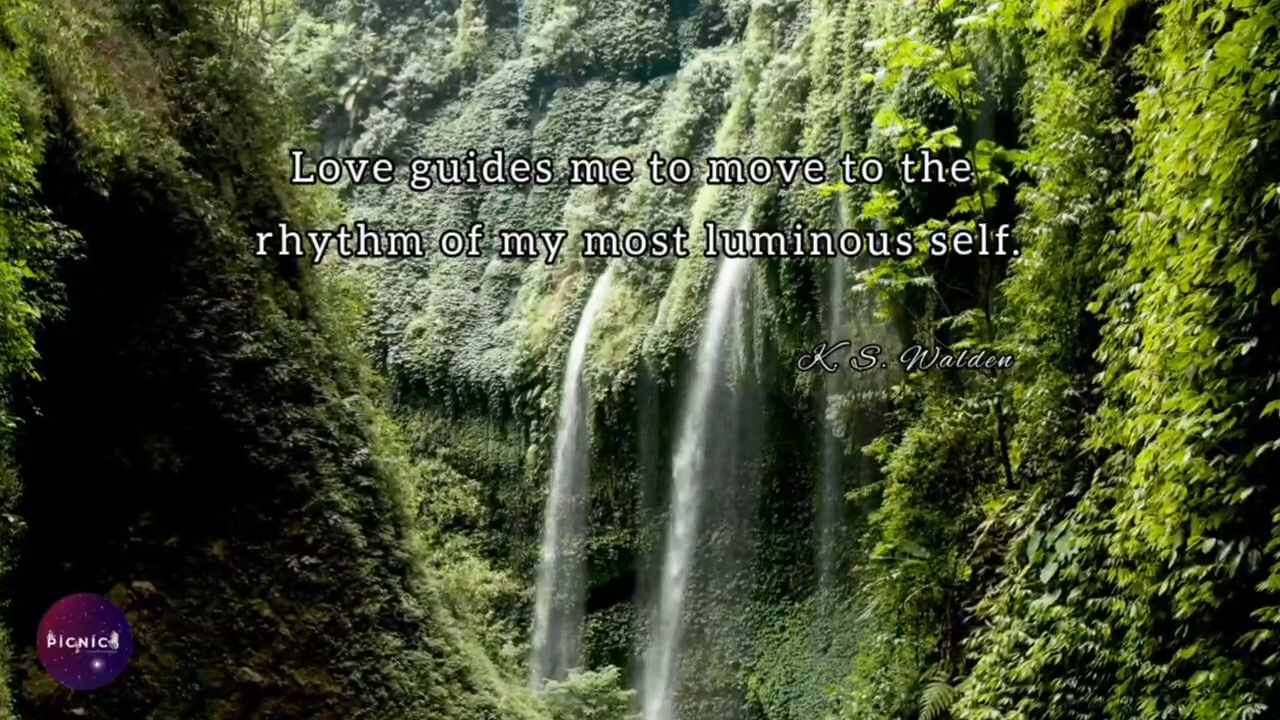 Love guides me to move to the
rhythm of my most luminous self.
K. S. Walden
PICNIC